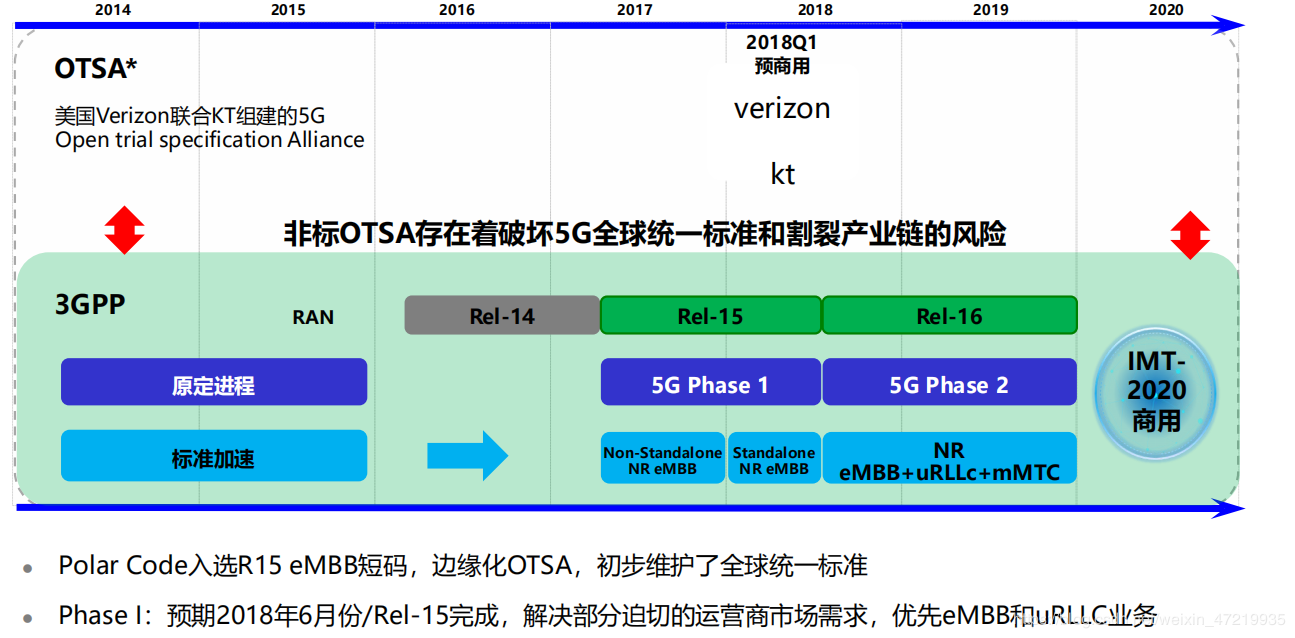 2014 2015 2016 2017 2018 2019 2020
OTSA*
美国Verizon联合KT组建的5G
Open trial specification Alliance
2018Q1
预商用
verizon
kt
非标OTSA存在着破坏5G全球统一标准和割裂产业链的风险
3GPP
RAN Rel-14 Rel-15 Rel-16
原定进程 5G Phase 1 5G Phase 2
标准加速
Non-Standalone
NR eMBB
Standalone
NR eMBB
NR
eMBB+uRLLc+mMTC
IMT-
2020
商用
Polar Code入选R15 eMBB短码，边缘化OTSA，初步维护了全球统一标准
Phase I：预期2018年6月份/Rel-15完成，解决部分迫切的运营商市场需求，优先eMBB和uRLLC业务
weixin_47219935